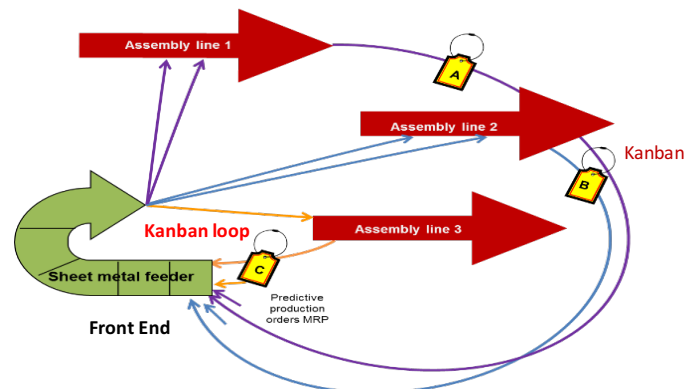 Assembly line 1
A
Assembly line 2
Kanban
B
Kanban loop
Assembly line 3
C
Sheet metal feeder
Predictive
production
orders MRP
Front End